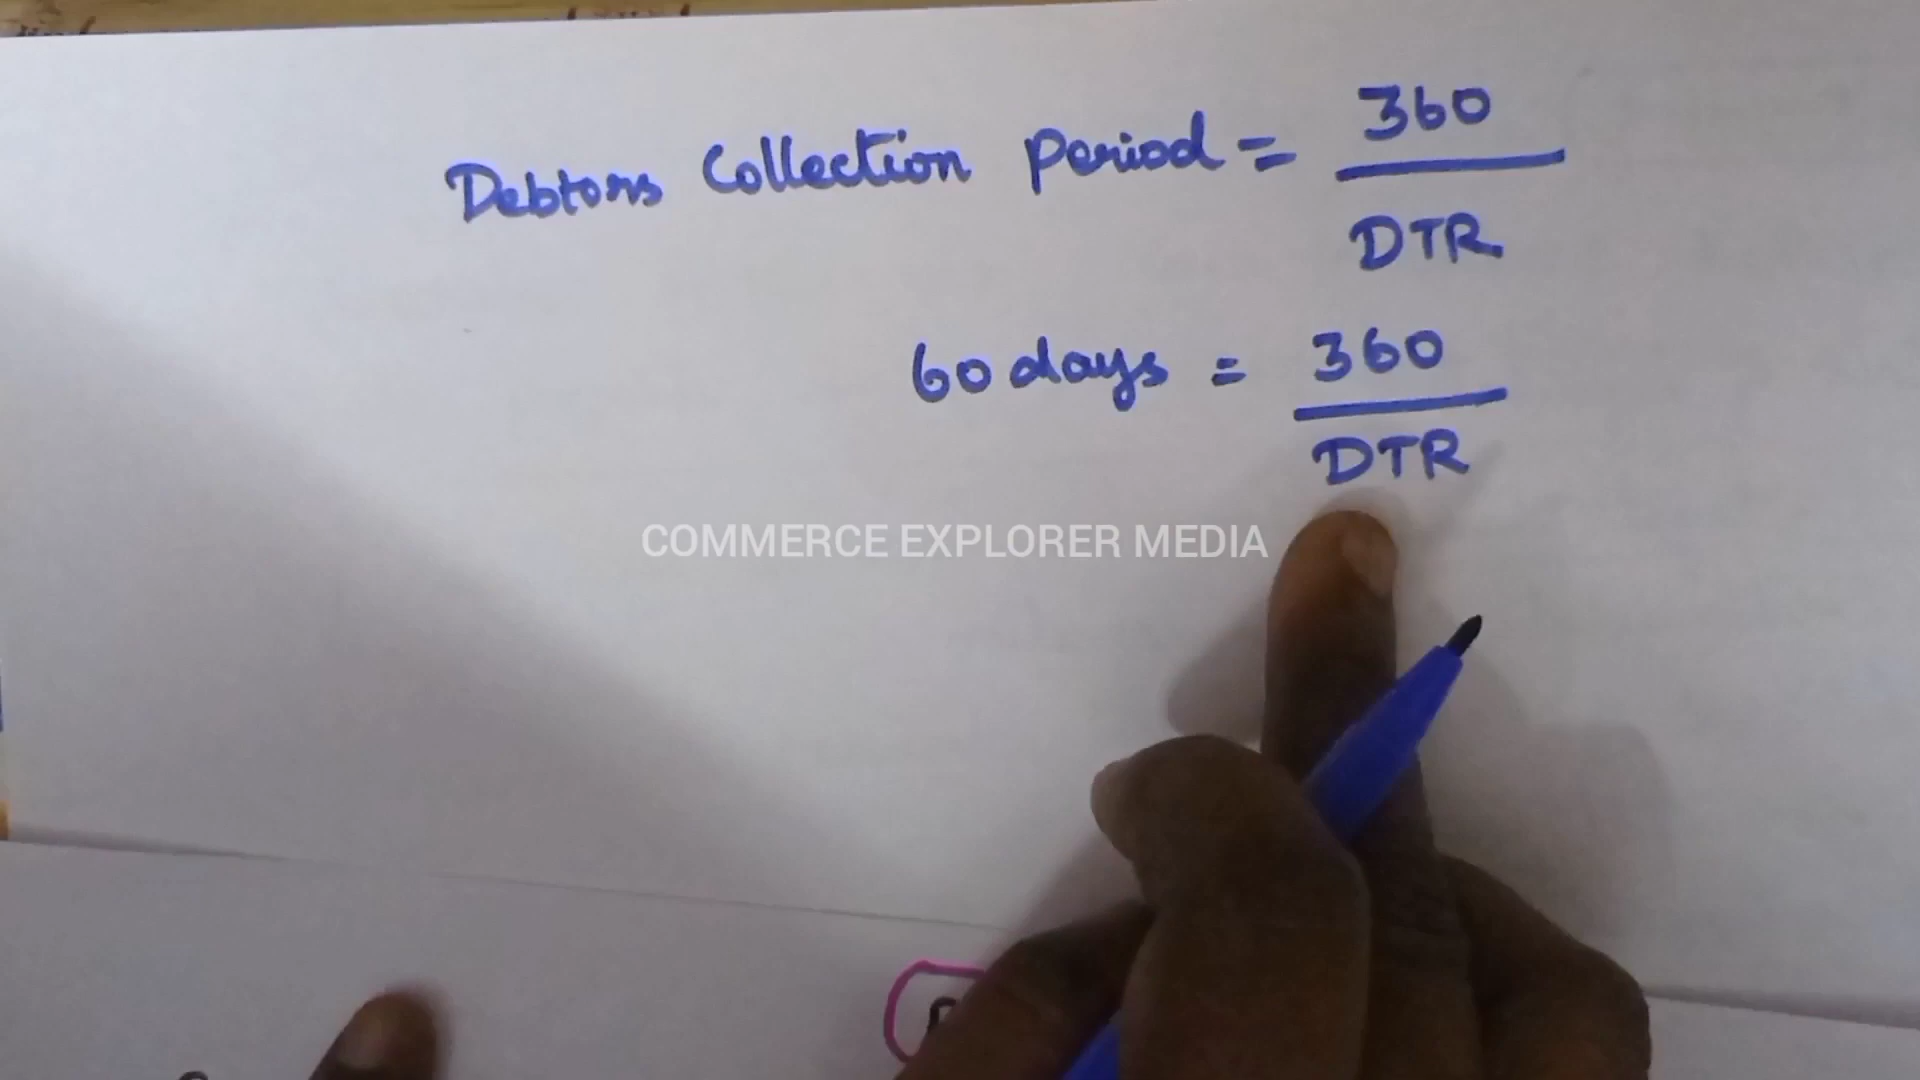 Debtors Collection Period = 360
DTR
60 days = 360
DTR
COMMERCE EXPLORER MEDIA